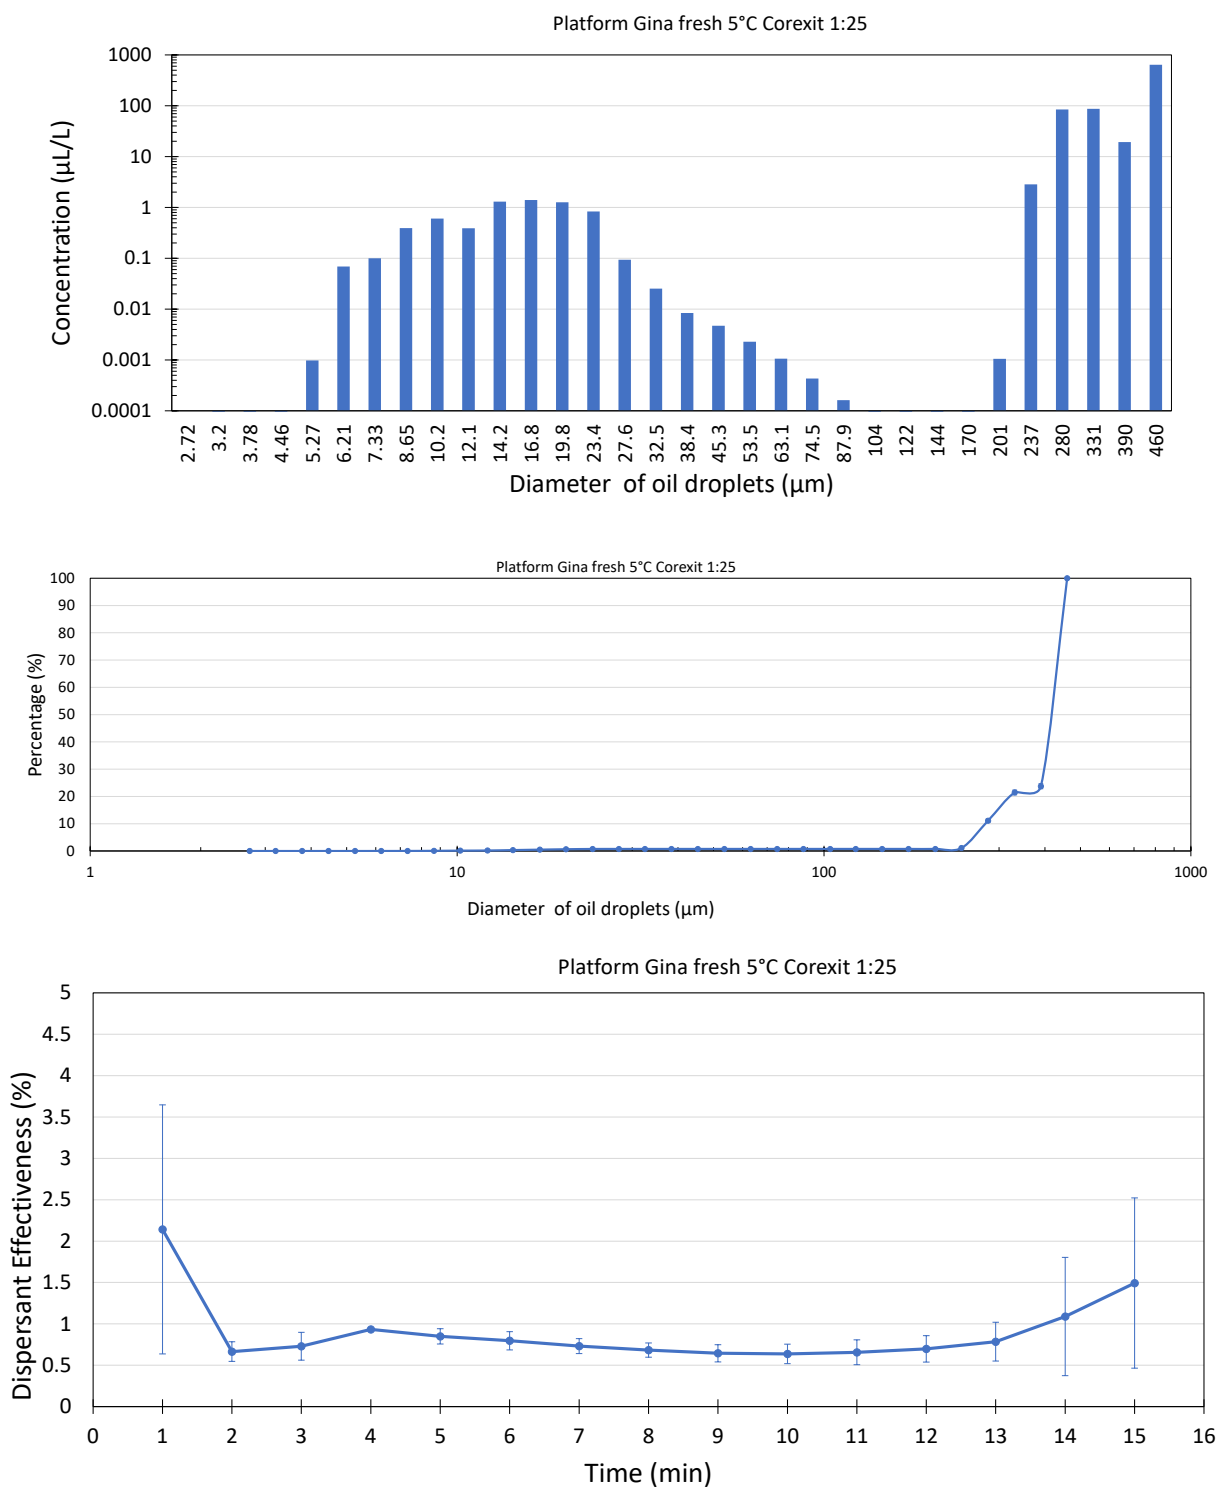 Platform Gina fresh 5°C Corexit 1:25
1000
100
10
1
0.1
0.01
0.001
0.0001
Concentration (µL/L)
2.72 3.2 3.78 4.46 5.27 6.21 7.33 8.65 10.2 12.1 14.2 16.8 19.8 23.4 27.6 32.5 38.4 45.3 53.5 63.1 74.5 87.9 104 122 144 170 201 237 280 331 390 460
Diameter of oil droplets (µm)
Platform Gina fresh 5°C Corexit 1:25
100
90
80
70
60
50
40
30
20
10
0
Percentage (%)
1 10 100 1000
Diameter of oil droplets (µm)
Platform Gina fresh 5°C Corexit 1:25
5
4.5
4
3.5
3
2.5
2
1.5
1
0.5
0
Dispersant Effectiveness (%)
0 1 2 3 4 5 6 7 8 9 10 11 12 13 14 15 16
Time (min)